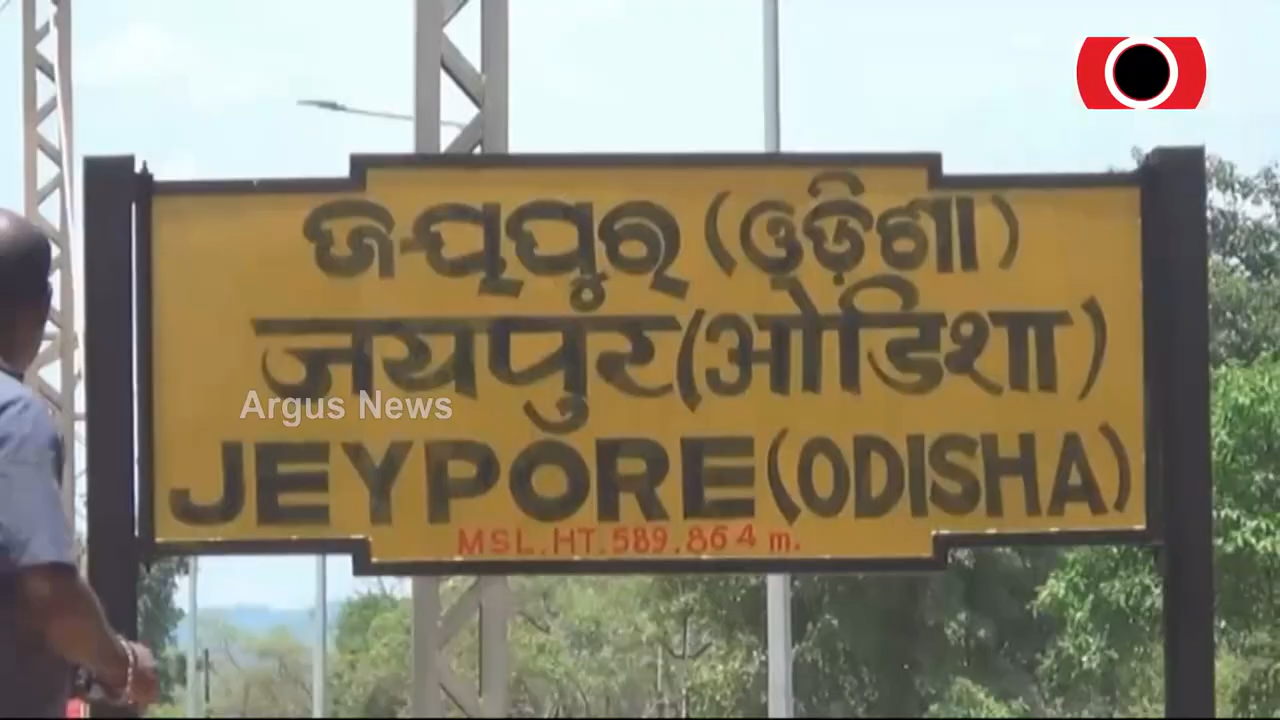 ଜୟପୁର (ଓଡ଼ିଶା)
जयपुर (ओडिशा)
Argus News
JEYPORE (ODISHA)
MSL. HT. 589.864 m.